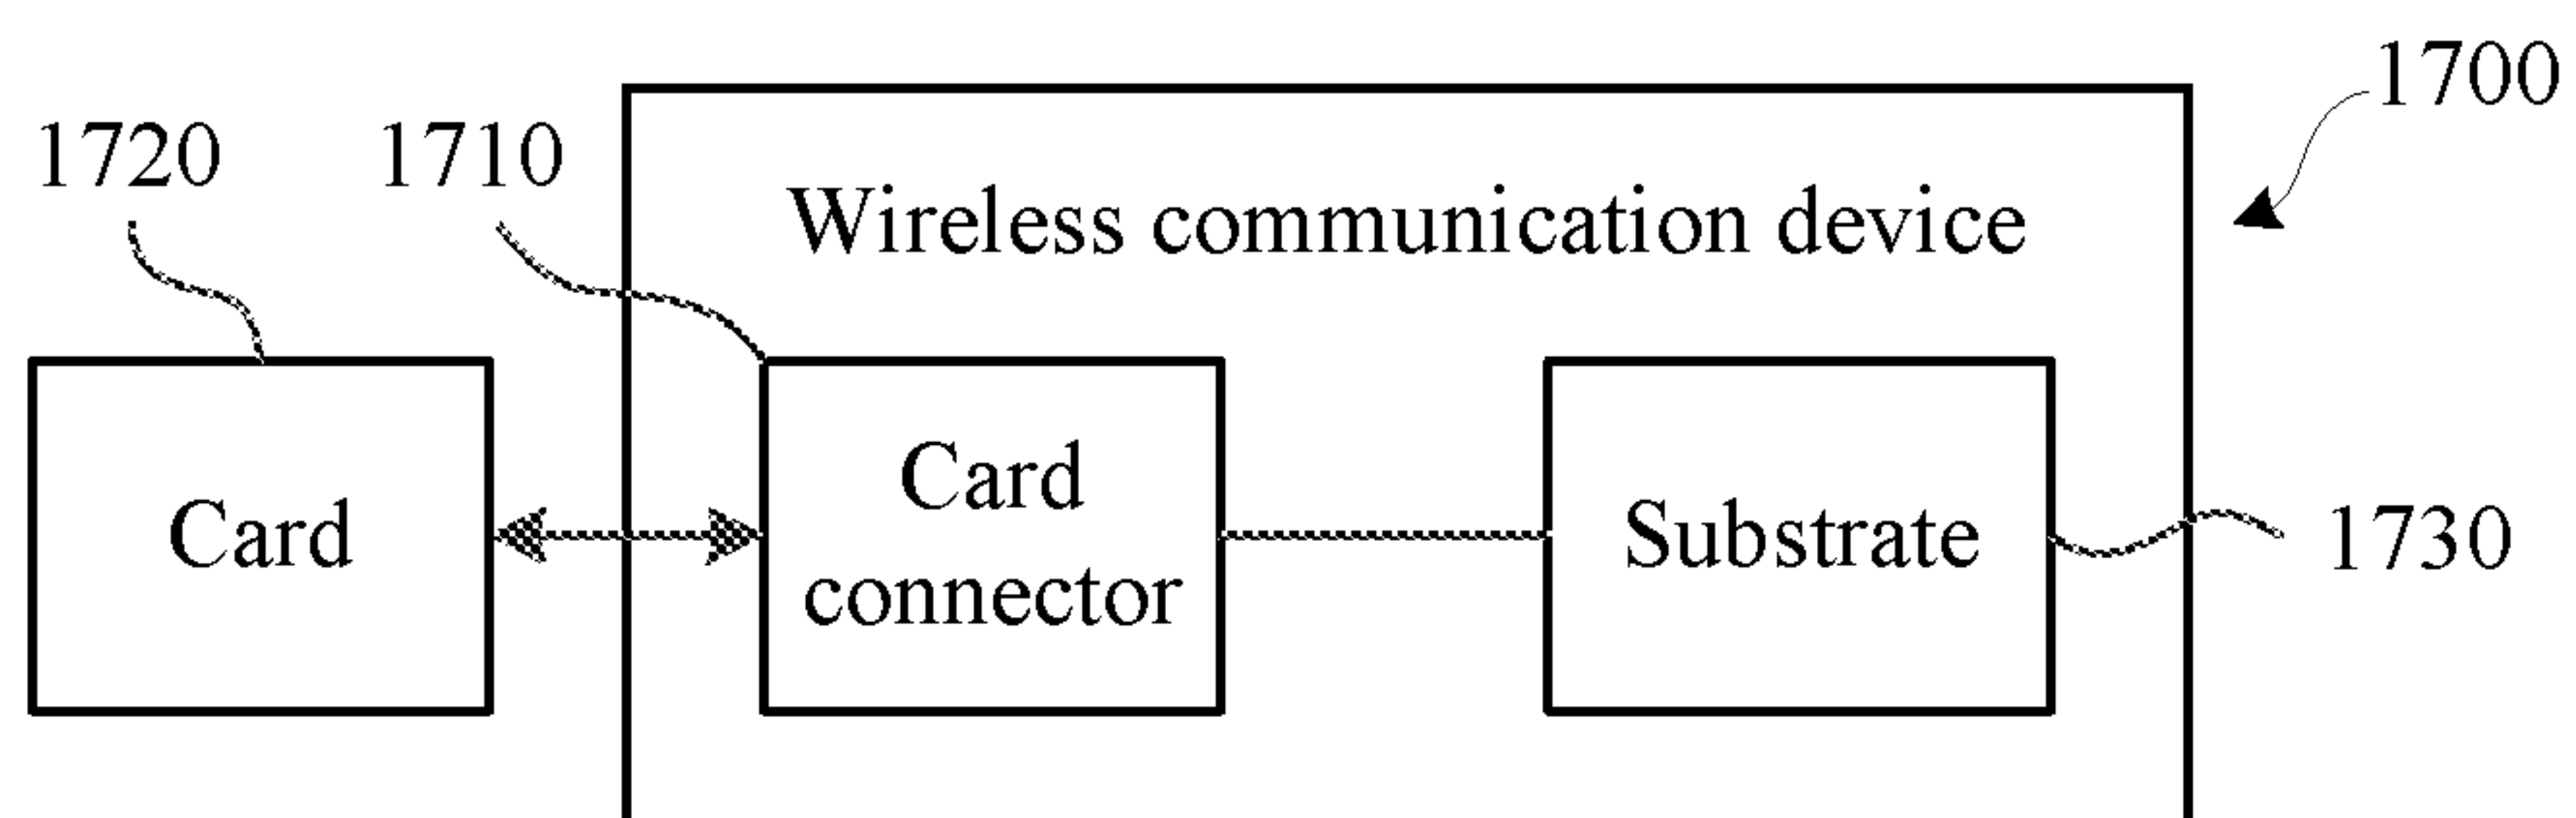 1700
1720
1710
Wireless communication device
Card
Card
connector
Substrate
1730